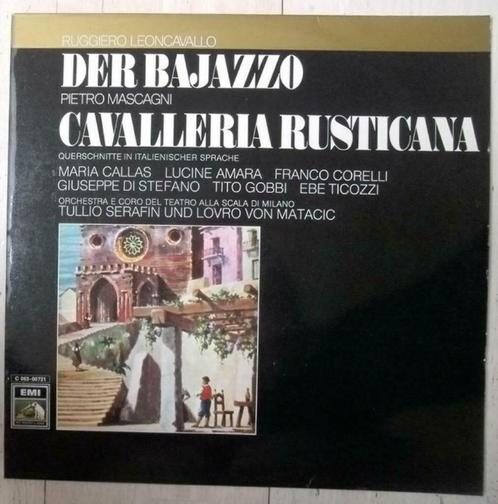 RUGGIERO LEONCAVALLO
DER BAJAZZO
PIETRO MASCAGNI
CAVALLERIA RUSTICANA
QUERSCHNITTE IN ITALIENISCHER SPRACHE
MARIA CALLAS LUCINE AMARA FRANCO CORELLI
GIUSEPPE DI STEFANO TITO GOBBI EBE TICOZZI
ORCHESTRA E CORO DEL TEATRO ALLA SCALA DI MILANO
TULLIO SERAFIN UND LOVRO VON MATACIC
C 063-00721
EMI